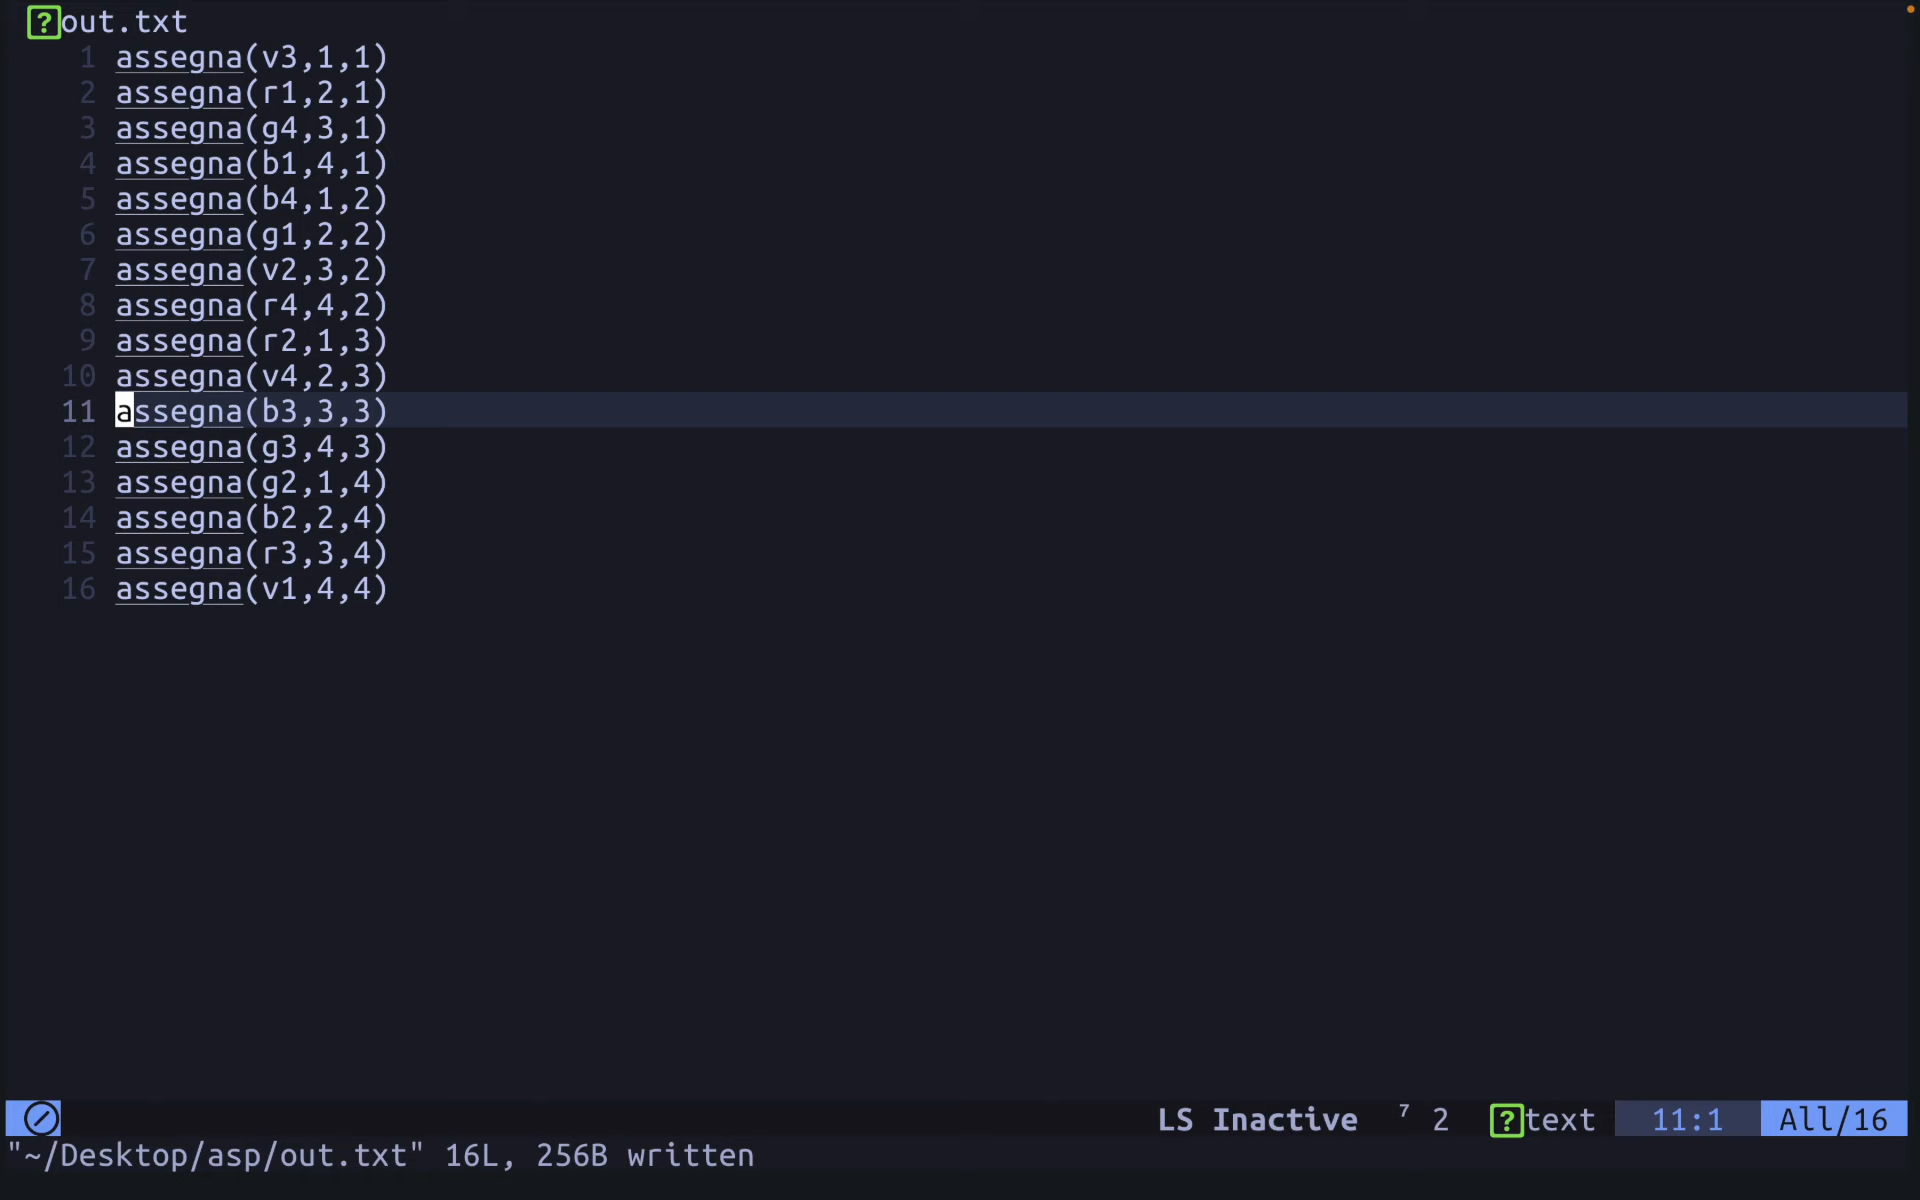 ?out.txt
1 assegna(v3,1,1)
2 assegna(r1,2,1)
3 assegna(g4,3,1)
4 assegna(b1,4,1)
5 assegna(b4,1,2)
6 assegna(g1,2,2)
7 assegna(v2,3,2)
8 assegna(r4,4,2)
9 assegna(r2,1,3)
10 assegna(v4,2,3)
11 assegna(b3,3,3)
12 assegna(g3,4,3)
13 assegna(g2,1,4)
14 assegna(b2,2,4)
15 assegna(r3,3,4)
16 assegna(v1,4,4)
LS Inactive ⁷ 2 ?text 11:1 All/16
"~/Desktop/asp/out.txt" 16L, 256B written